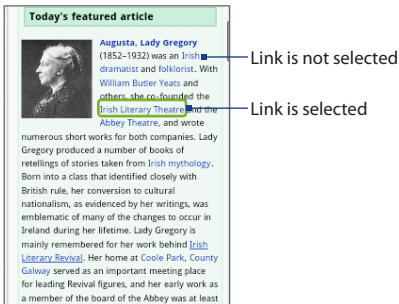 Today's featured article
Augusta, Lady Gregory
(1852–1932) was an Irish
dramatist and folklorist. With
William Butler Yeats and
others, she co-founded the
Irish Literary Theatre and the
Abbey Theatre, and wrote
numerous short works for both companies. Lady
Gregory produced a number of books of
retellings of stories taken from Irish mythology.
Born into a class that identified closely with
British rule, her conversion to cultural
nationalism, as evidenced by her writings, was
emblematic of many of the changes to occur in
Ireland during her lifetime. Lady Gregory is
mainly remembered for her work behind Irish
Literary Revival. Her home at Coole Park, County
Galway served as an important meeting place
for leading Revival figures, and her early work as
a member of the board of the Abbey was at least
Link is not selected
Link is selected